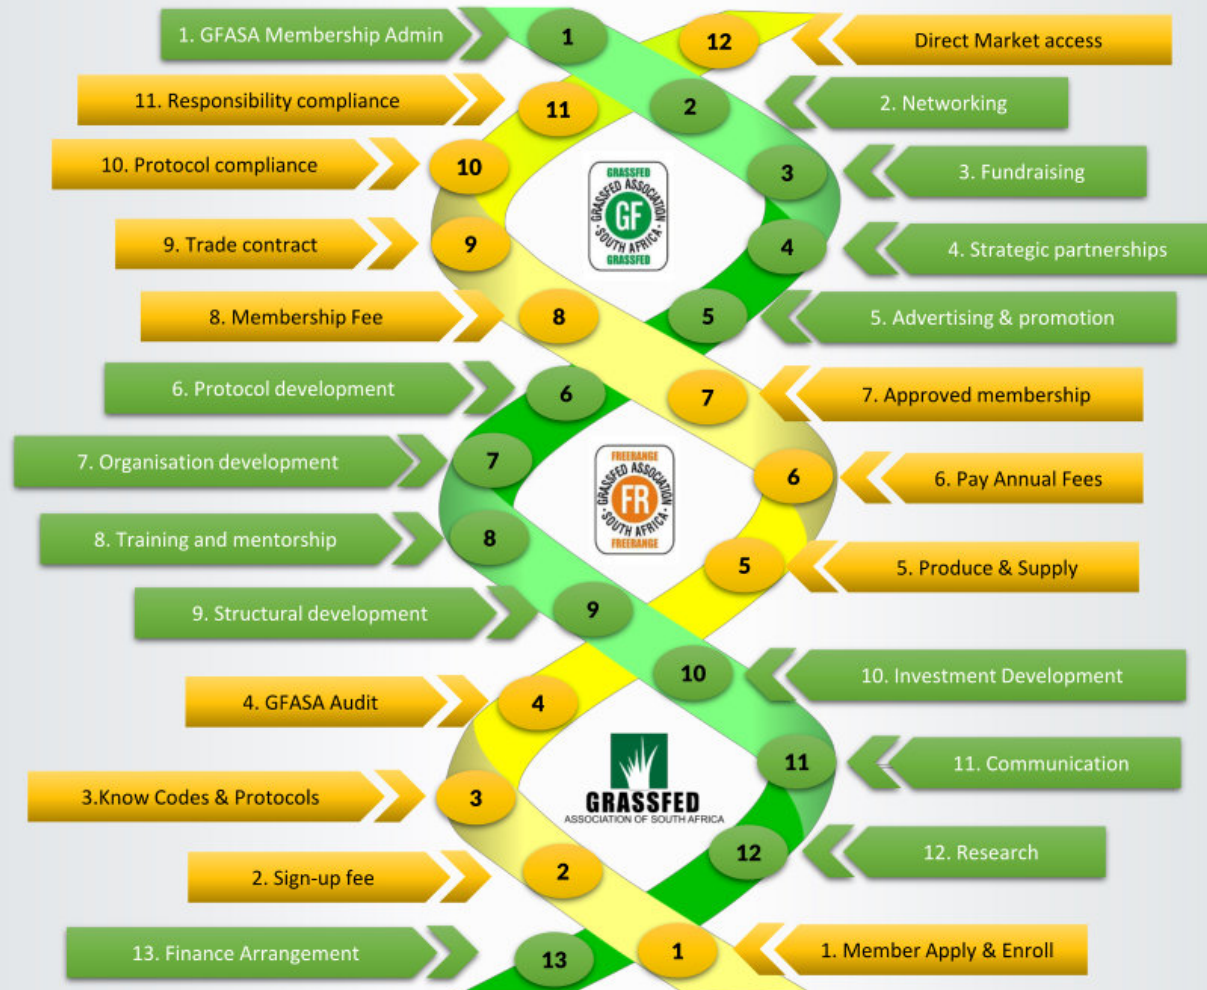 1. GFASA Membership Admin
1
12
Direct Market access
11. Responsibility compliance
11
2
2. Networking
10. Protocol compliance
10
3
3. Fundraising
GRASSFED
GRASSFED ASSOCIATION
GF
SOUTH AFRICA
GRASSFED
9. Trade contract
9
4
4. Strategic partnerships
8. Membership Fee
8
5
5. Advertising & promotion
6. Protocol development
6
7
7. Approved membership
7. Organisation development
7
6
6. Pay Annual Fees
FREERANGE
GRASSFED ASSOCIATION
FR
SOUTH AFRICA
FREERANGE
8. Training and mentorship
8
5
5. Produce & Supply
9. Structural development
9
10
10. Investment Development
4. GFASA Audit
4
11
11. Communication
3.Know Codes & Protocols
3
GRASSFED
ASSOCIATION OF SOUTH AFRICA
12
12. Research
2. Sign-up fee
2
13. Finance Arrangement
13
1
1. Member Apply & Enroll